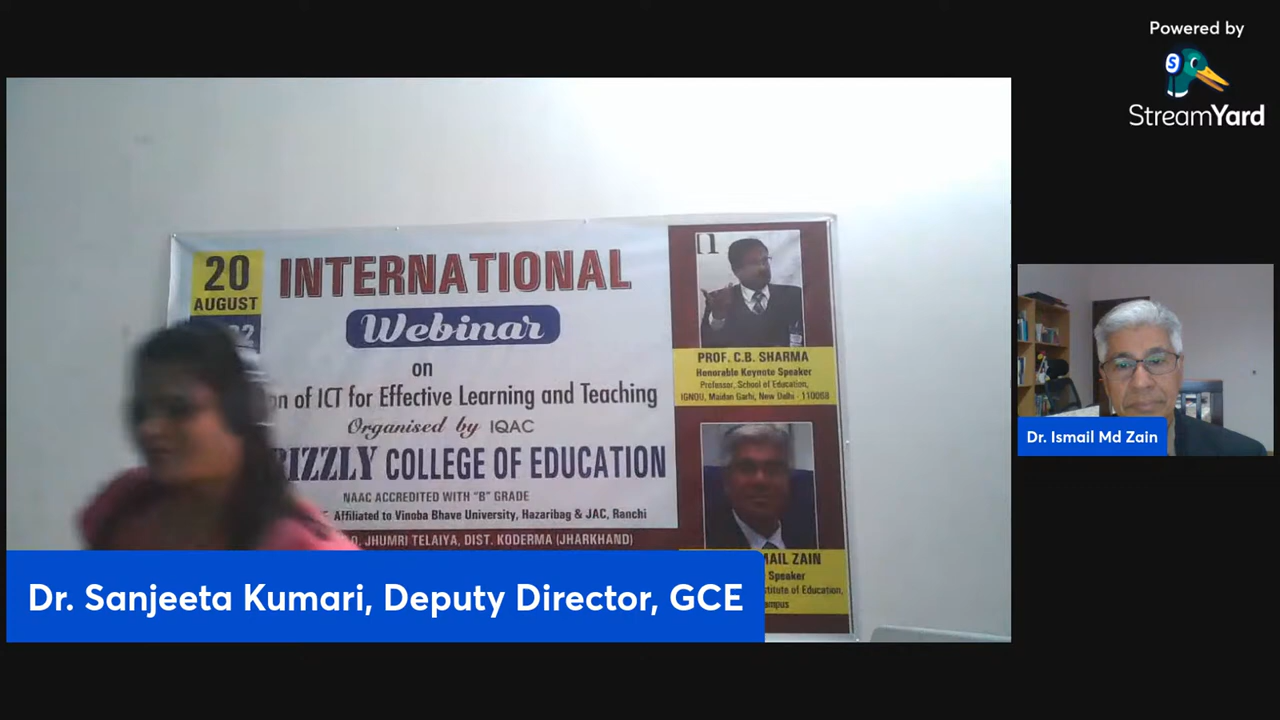 Powered by
StreamYard
20
AUGUST
INTERNATIONAL
Webinar
on
of ICT for Effective Learning and Teaching
Organised by IQAC
COLLEGE OF EDUCATION
NAAC ACCREDITED WITH "B" GRADE
Affiliated to Vinoba Bhave University, Hazaribag & JAC, Ranchi
JHUMRI TELAIYA, DIST. KODERMA (JHARKHAND)
PROF. C.B. SHARMA
Honorable Keynote Speaker
Professor, School of Education,
IGNOU, Maidan Garhi, New Delhi - 110068
ZAIN
Speaker
of Education,
Dr. Ismail Md Zain
Dr. Sanjeeta Kumari, Deputy Director, GCE